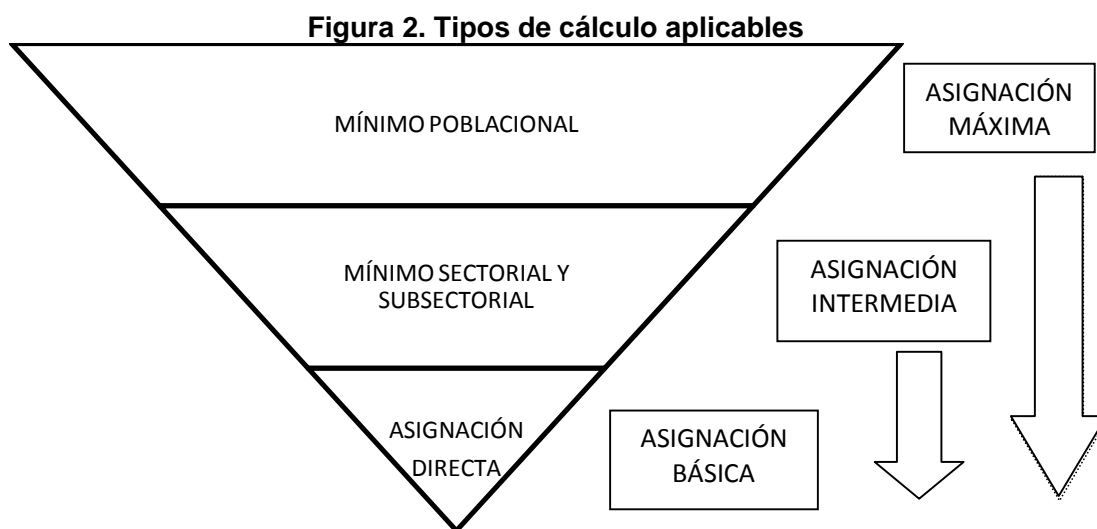 Figura 2. Tipos de cálculo aplicables
MÍNIMO POBLACIONAL
ASIGNACIÓN
MÁXIMA
MÍNIMO SECTORIAL Y
SUBSECTORIAL
ASIGNACIÓN
INTERMEDIA
ASIGNACIÓN
DIRECTA
ASIGNACIÓN
BÁSICA